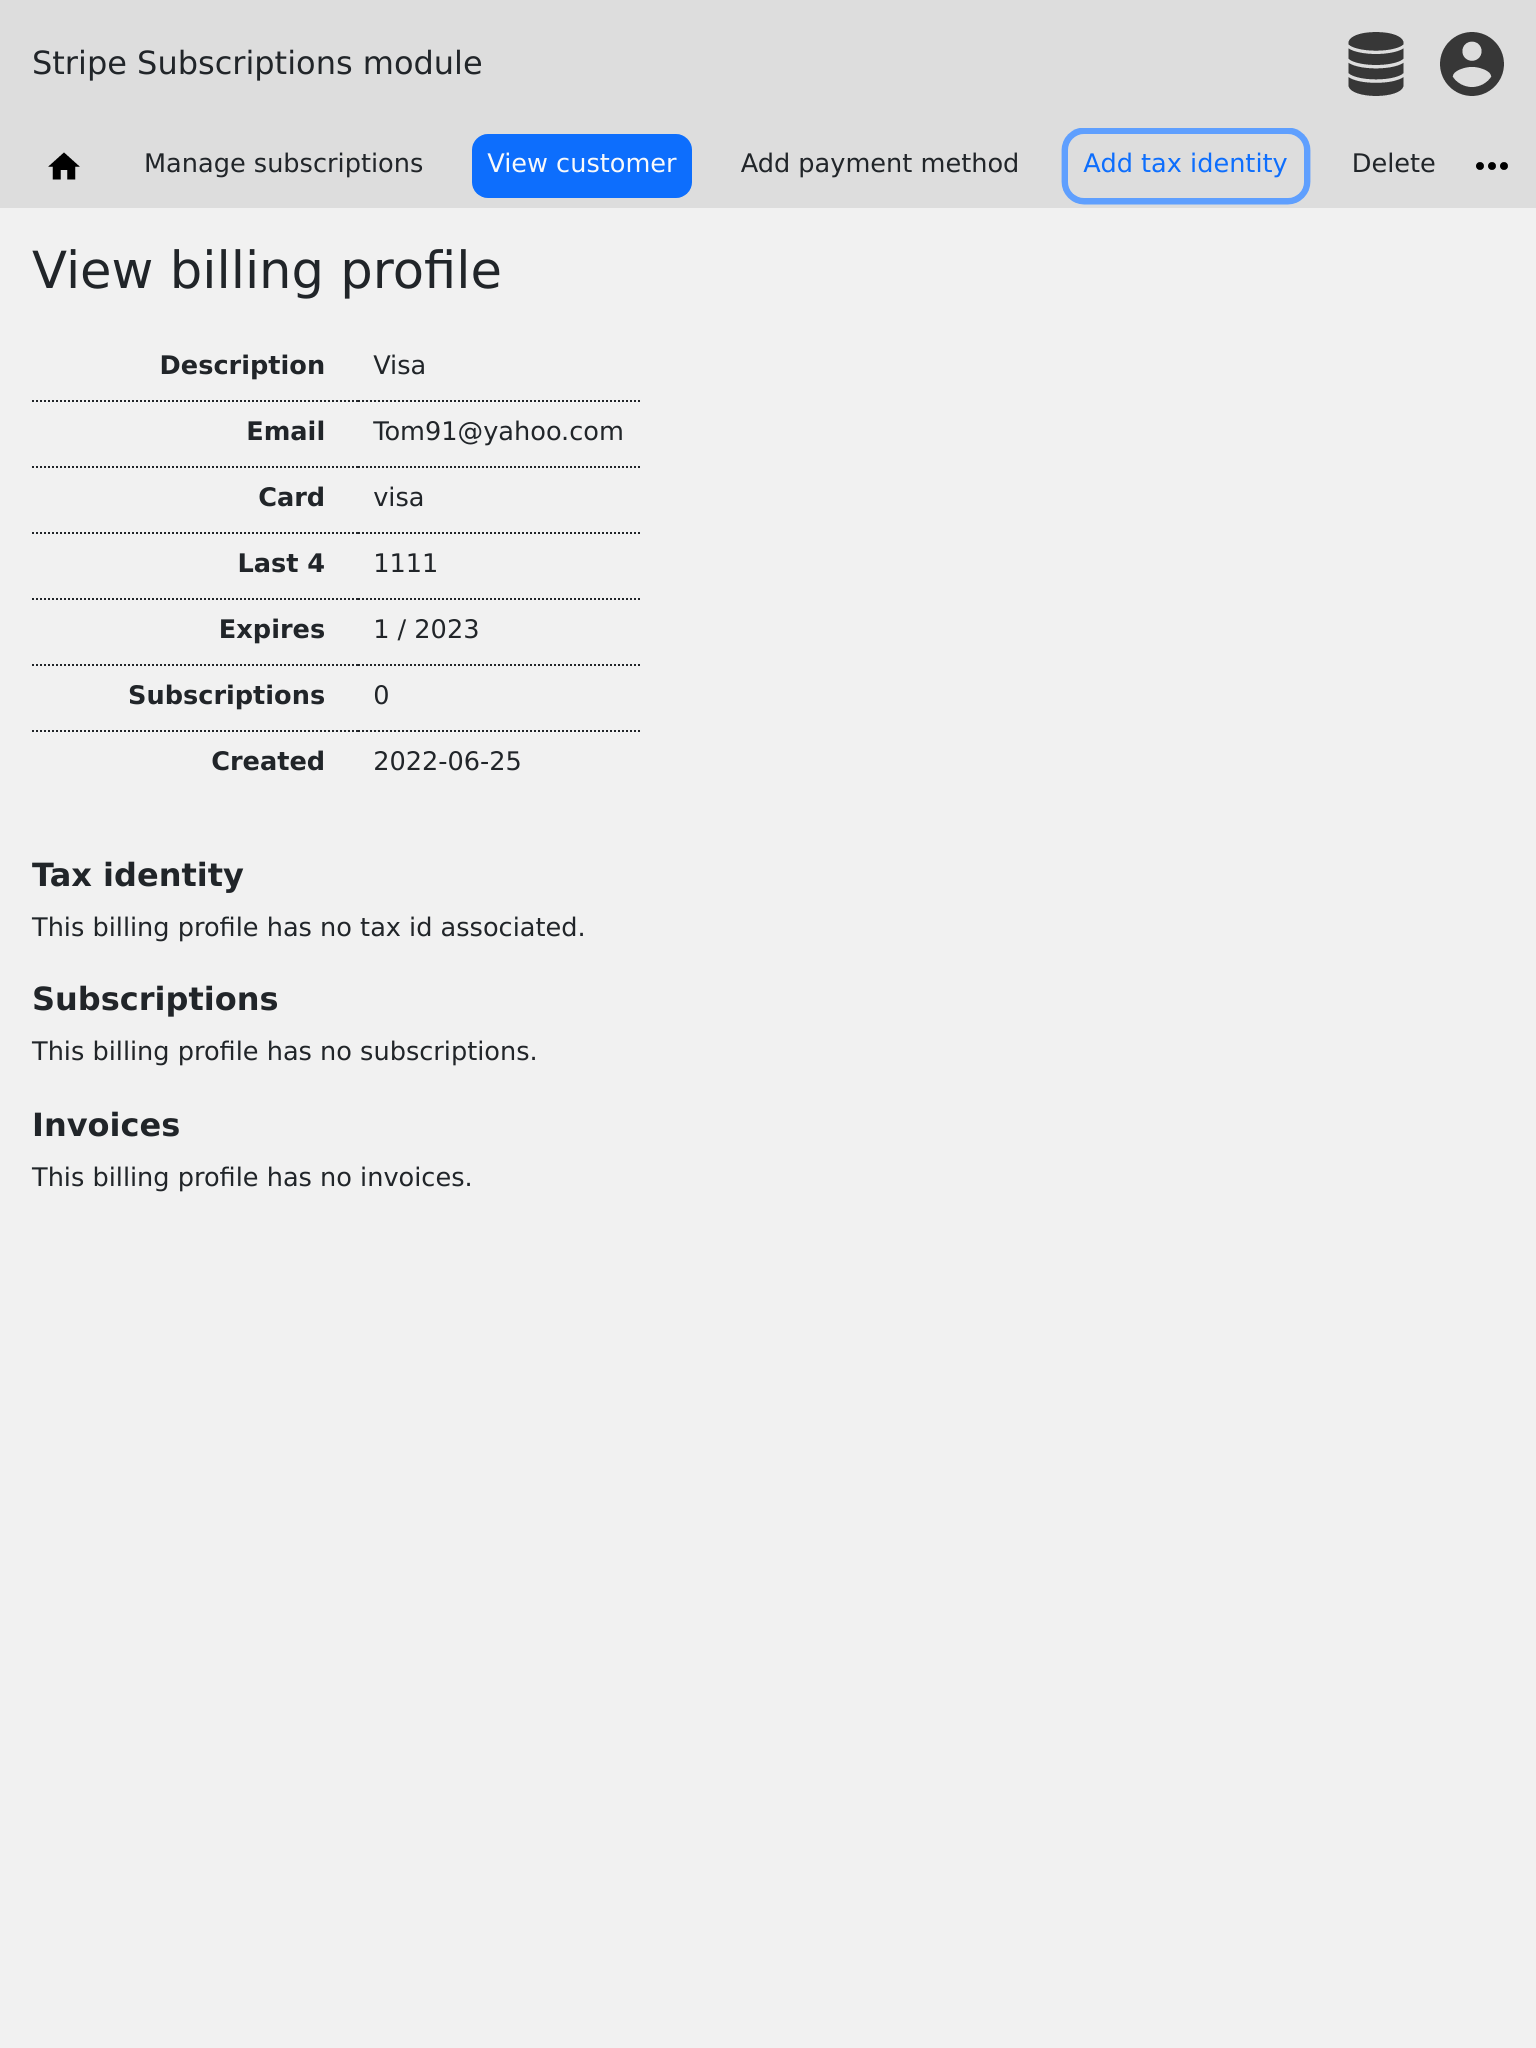 Stripe Subscriptions module
Manage subscriptions View customer Add payment method Add tax identity Delete
View billing profile
Description Visa
Email Tom91@yahoo.com
Card visa
Last 4 1111
Expires 1 / 2023
Subscriptions 0
Created 2022-06-25
Tax identity
This billing profile has no tax id associated.
Subscriptions
This billing profile has no subscriptions.
Invoices
This billing profile has no invoices.